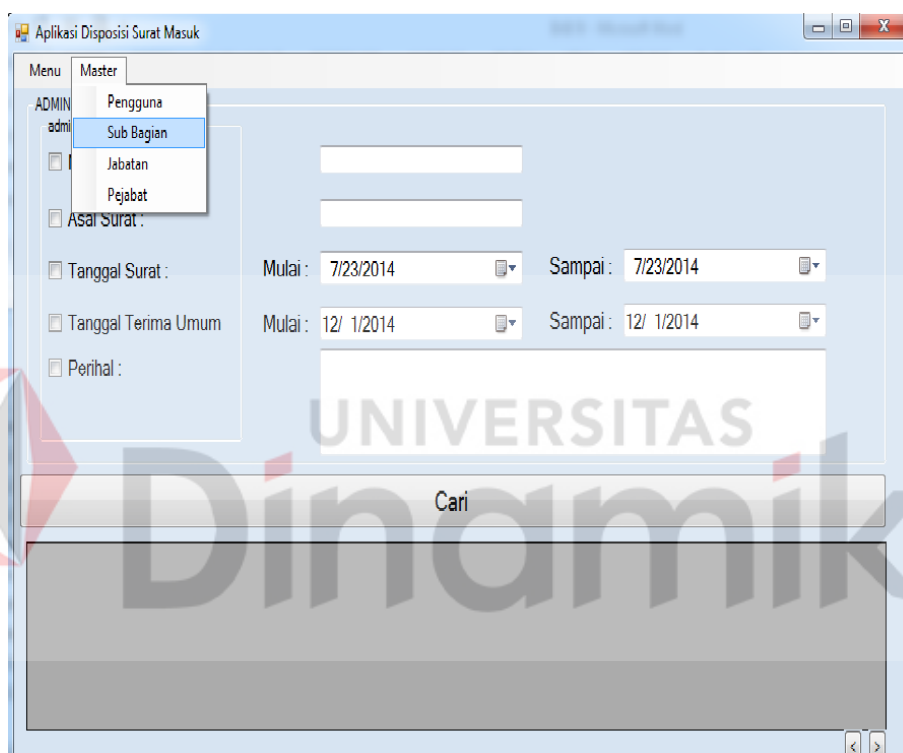 Aplikasi Disposisi Surat Masuk
Menu Master
ADMIN
Pengguna
Sub Bagian
Jabatan
Pejabat
Asal Surat :
Tanggal Surat : Mulai : 7/23/2014 Sampai : 7/23/2014
Tanggal Terima Umum Mulai : 12/ 1/2014 Sampai : 12/ 1/2014
Perihal :
UNIVERSITAS
Dinamik
Cari